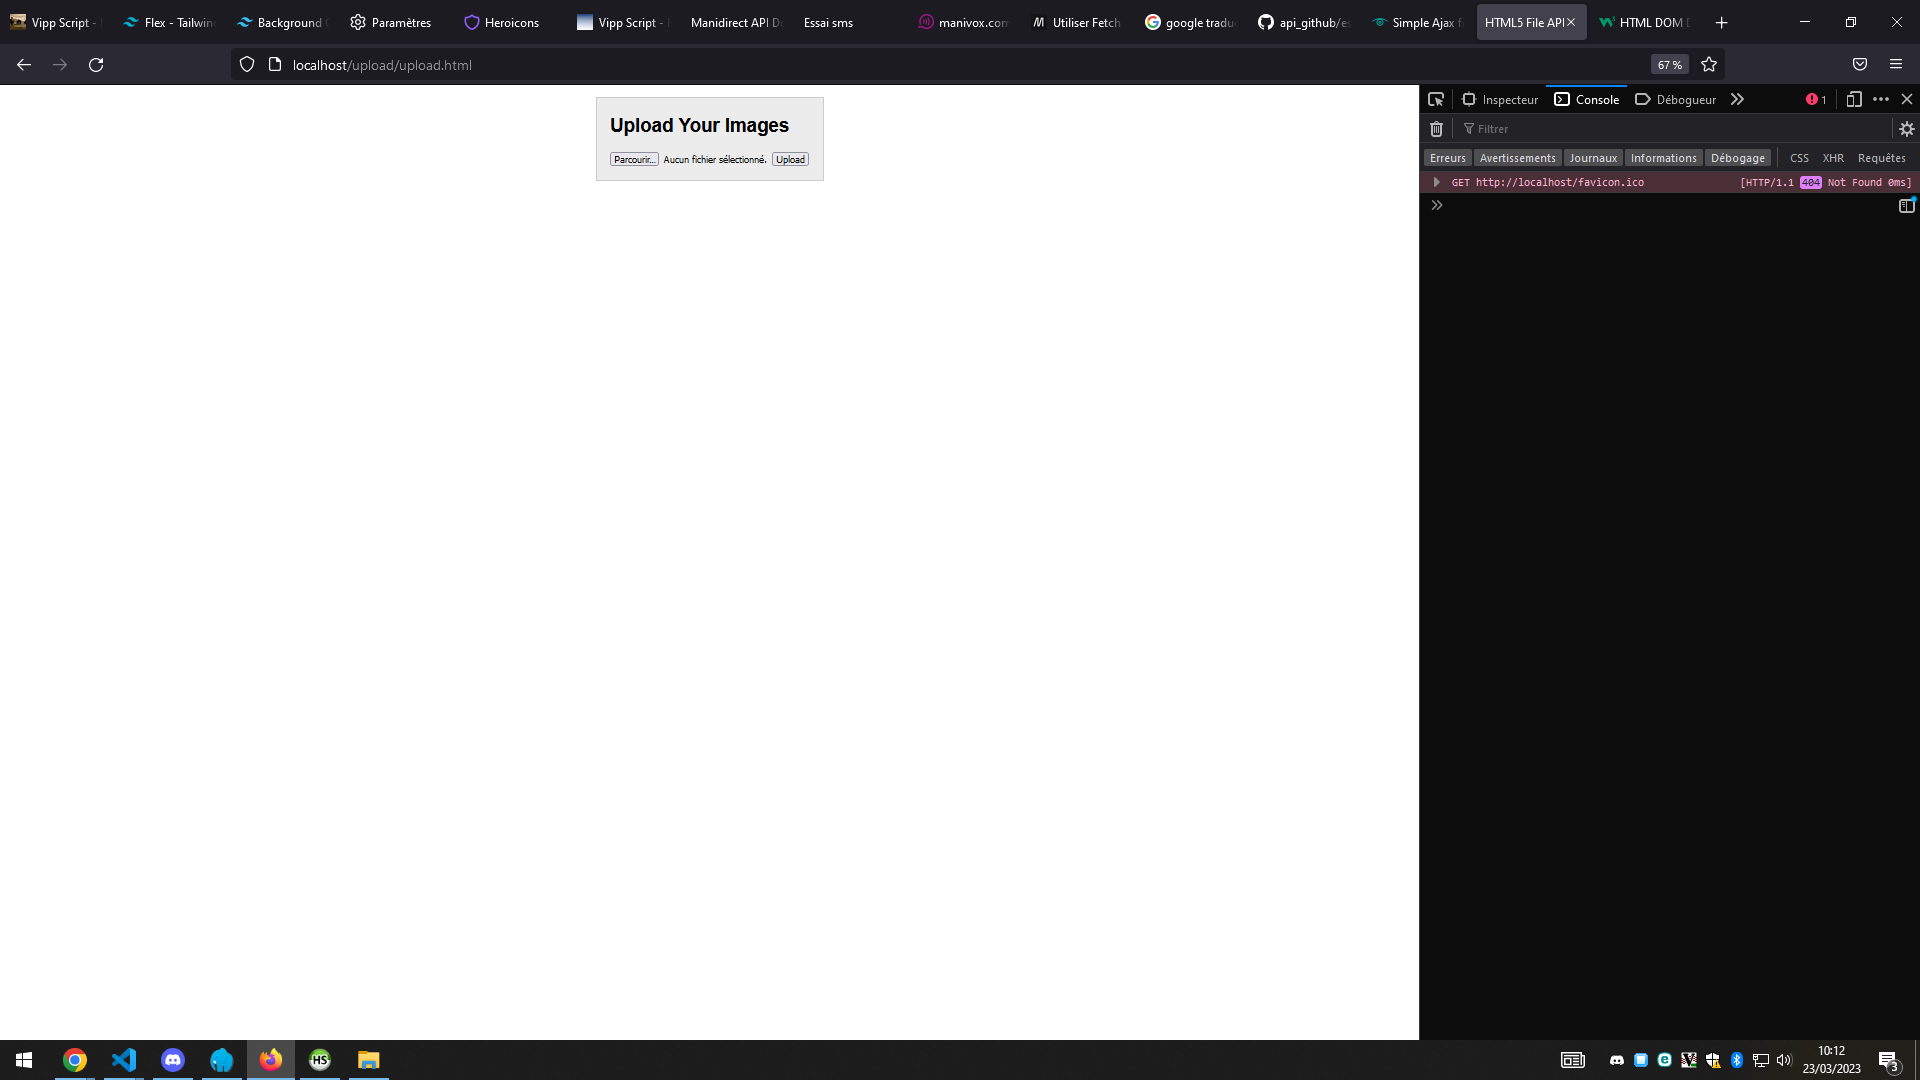 Vipp Script -
Flex - Tailwin
Background
Paramètres
Heroicons
Vipp Script -
Manidirect API D
Essai sms
manivox.com
Utiliser Fetch
google tradu
api_github/es
Simple Ajax fi
HTML5 File API
HTML DOM
localhost/upload/upload.html
67 %
Inspecteur
Console
Débogueur
1
Filtrer
Upload Your Images
Parcourir... Aucun fichier sélectionné. Upload
Erreurs
Avertissements
Journaux
Informations
Débogage
CSS
XHR
Requêtes
GET http://localhost/favicon.ico [HTTP/1.1 404 Not Found 0ms]
HS
10:12
23/03/2023
3